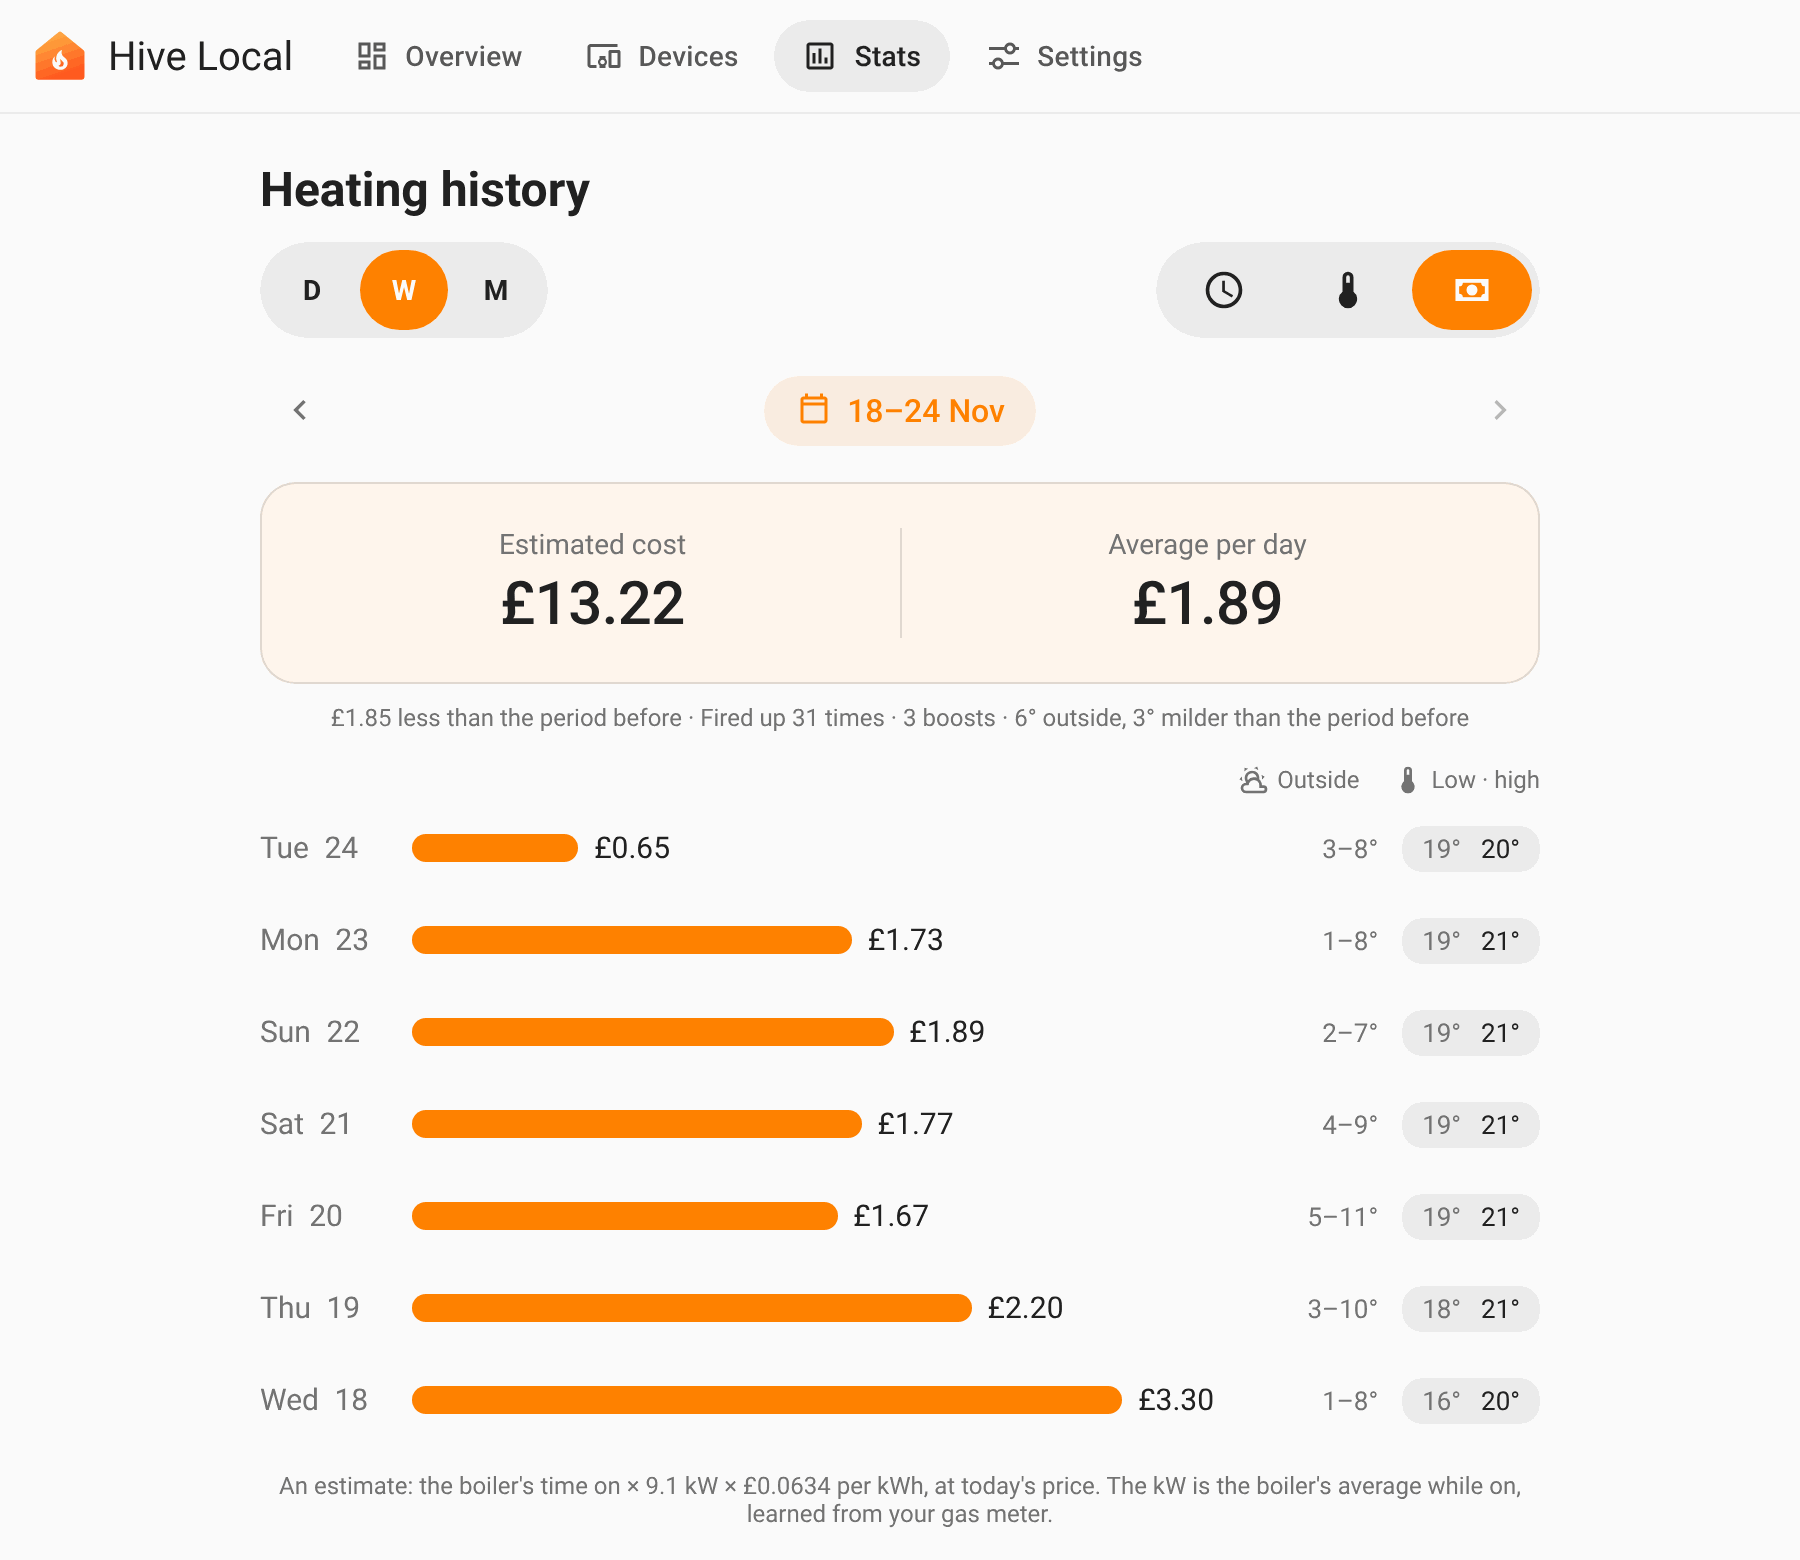 Hive Local Overview Devices Stats Settings
Heating history
D W M
18–24 Nov
Estimated cost Average per day
£13.22 £1.89
£1.85 less than the period before · Fired up 31 times · 3 boosts · 6° outside, 3° milder than the period before
Outside Low · high
Tue 24 £0.65 3–8° 19° 20°
Mon 23 £1.73 1–8° 19° 21°
Sun 22 £1.89 2–7° 19° 21°
Sat 21 £1.77 4–9° 19° 21°
Fri 20 £1.67 5–11° 19° 21°
Thu 19 £2.20 3–10° 18° 21°
Wed 18 £3.30 1–8° 16° 20°
An estimate: the boiler's time on × 9.1 kW × £0.0634 per kWh, at today's price. The kW is the boiler's average while on,
learned from your gas meter.